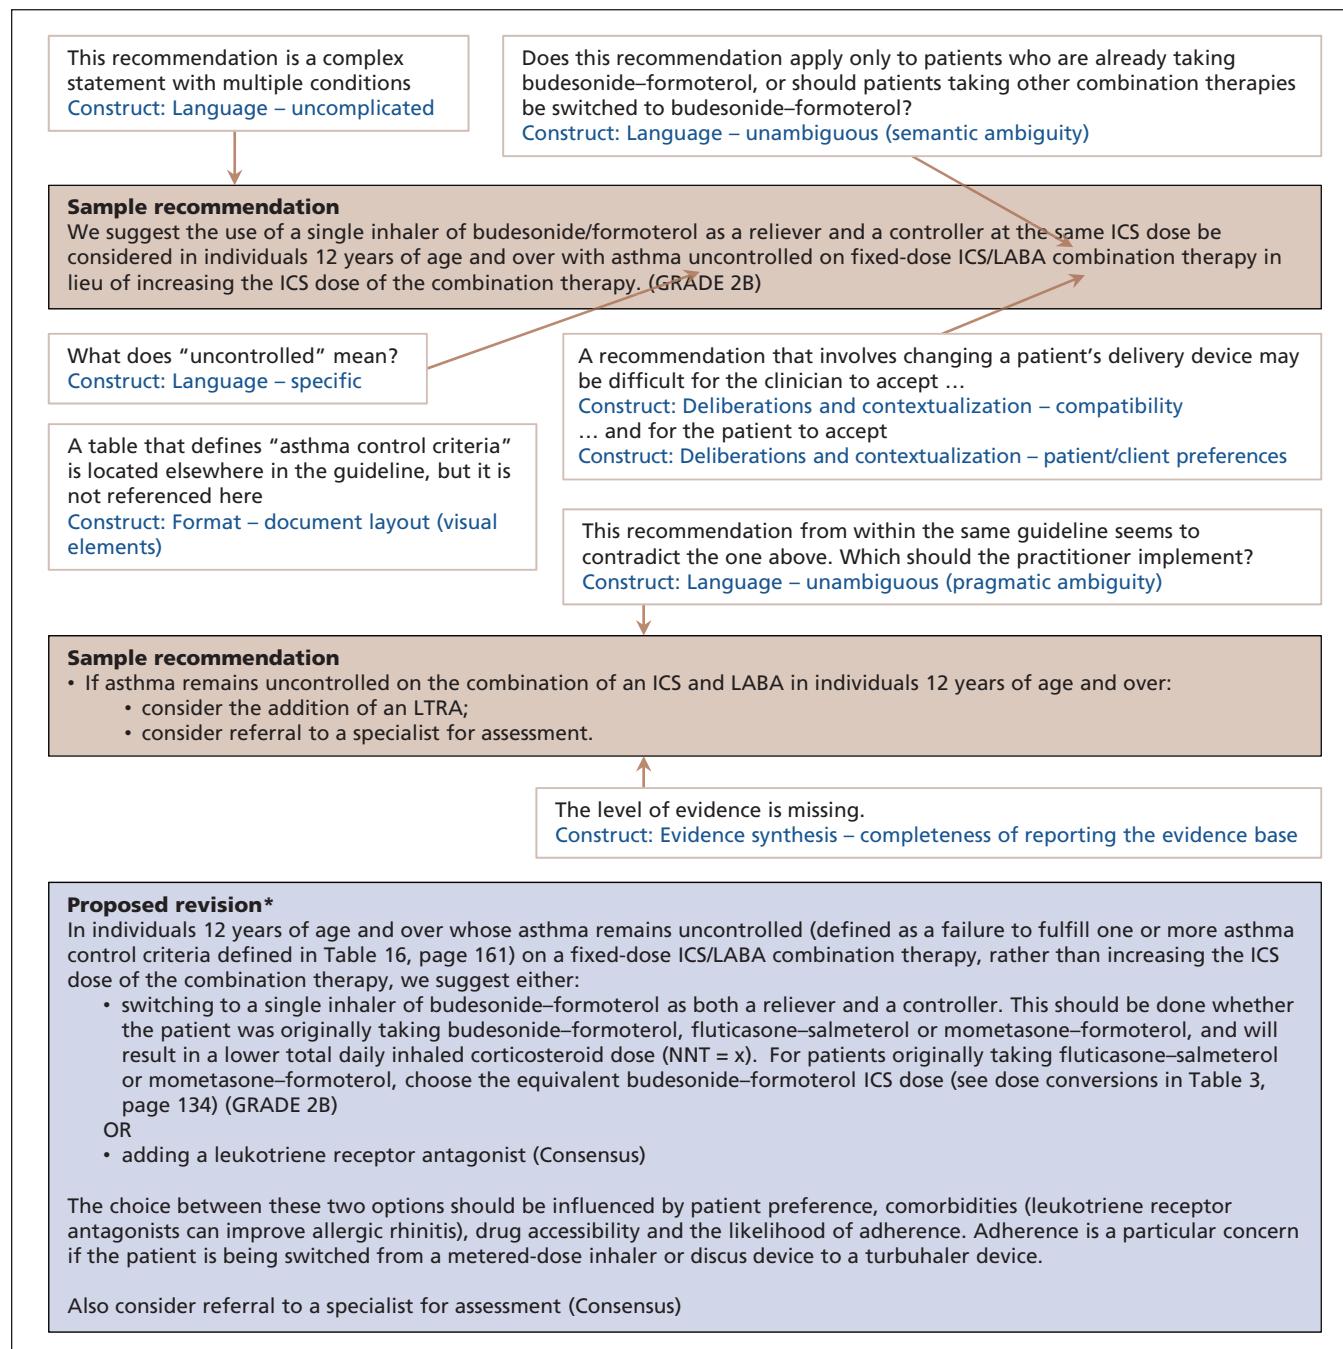 This recommendation is a complex
statement with multiple conditions
Construct: Language – uncomplicated
Does this recommendation apply only to patients who are already taking
budesonide–formoterol, or should patients taking other combination therapies
be switched to budesonide–formoterol?
Construct: Language – unambiguous (semantic ambiguity)
Sample recommendation
We suggest the use of a single inhaler of budesonide/formoterol as a reliever and a controller at the same ICS dose be
considered in individuals 12 years of age and over with asthma uncontrolled on fixed-dose ICS/LABA combination therapy in
lieu of increasing the ICS dose of the combination therapy. (GRADE 2B)
What does “uncontrolled” mean?
Construct: Language – specific
A table that defines “asthma control criteria”
is located elsewhere in the guideline, but it is
not referenced here
Construct: Format – document layout (visual
elements)
A recommendation that involves changing a patient’s delivery device may
be difficult for the clinician to accept …
Construct: Deliberations and contextualization – compatibility
… and for the patient to accept
Construct: Deliberations and contextualization – patient/client preferences
This recommendation from within the same guideline seems to
contradict the one above. Which should the practitioner implement?
Construct: Language – unambiguous (pragmatic ambiguity)
Sample recommendation
• If asthma remains uncontrolled on the combination of an ICS and LABA in individuals 12 years of age and over:
• consider the addition of an LTRA;
• consider referral to a specialist for assessment.
The level of evidence is missing.
Construct: Evidence synthesis – completeness of reporting the evidence base
Proposed revision*
In individuals 12 years of age and over whose asthma remains uncontrolled (defined as a failure to fulfill one or more asthma
control criteria defined in Table 16, page 161) on a fixed-dose ICS/LABA combination therapy, rather than increasing the ICS
dose of the combination therapy, we suggest either:
• switching to a single inhaler of budesonide–formoterol as both a reliever and a controller. This should be done whether
the patient was originally taking budesonide–formoterol, fluticasone–salmeterol or mometasone–formoterol, and will
result in a lower total daily inhaled corticosteroid dose (NNT = x). For patients originally taking fluticasone–salmeterol
or mometasone–formoterol, choose the equivalent budesonide–formoterol ICS dose (see dose conversions in Table 3,
page 134) (GRADE 2B)
OR
• adding a leukotriene receptor antagonist (Consensus)
The choice between these two options should be influenced by patient preference, comorbidities (leukotriene receptor
antagonists can improve allergic rhinitis), drug accessibility and the likelihood of adherence. Adherence is a particular concern
if the patient is being switched from a metered-dose inhaler or discus device to a turbuhaler device.
Also consider referral to a specialist for assessment (Consensus)